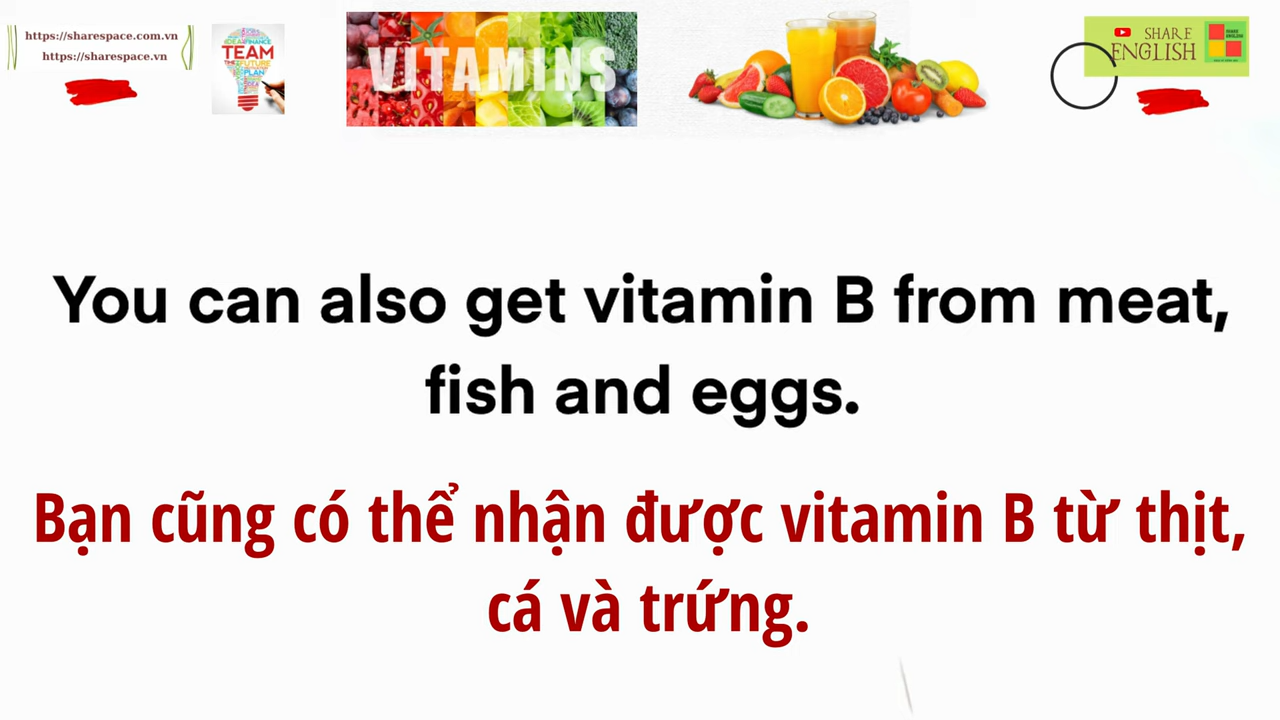 https://sharespace.com.vn
https://sharespace.vn
TEAM
PLAN
VITAMINS
SHARE
ENGLISH
You can also get vitamin B from meat,
fish and eggs.
Bạn cũng có thể nhận được vitamin B từ thịt,
cá và trứng.